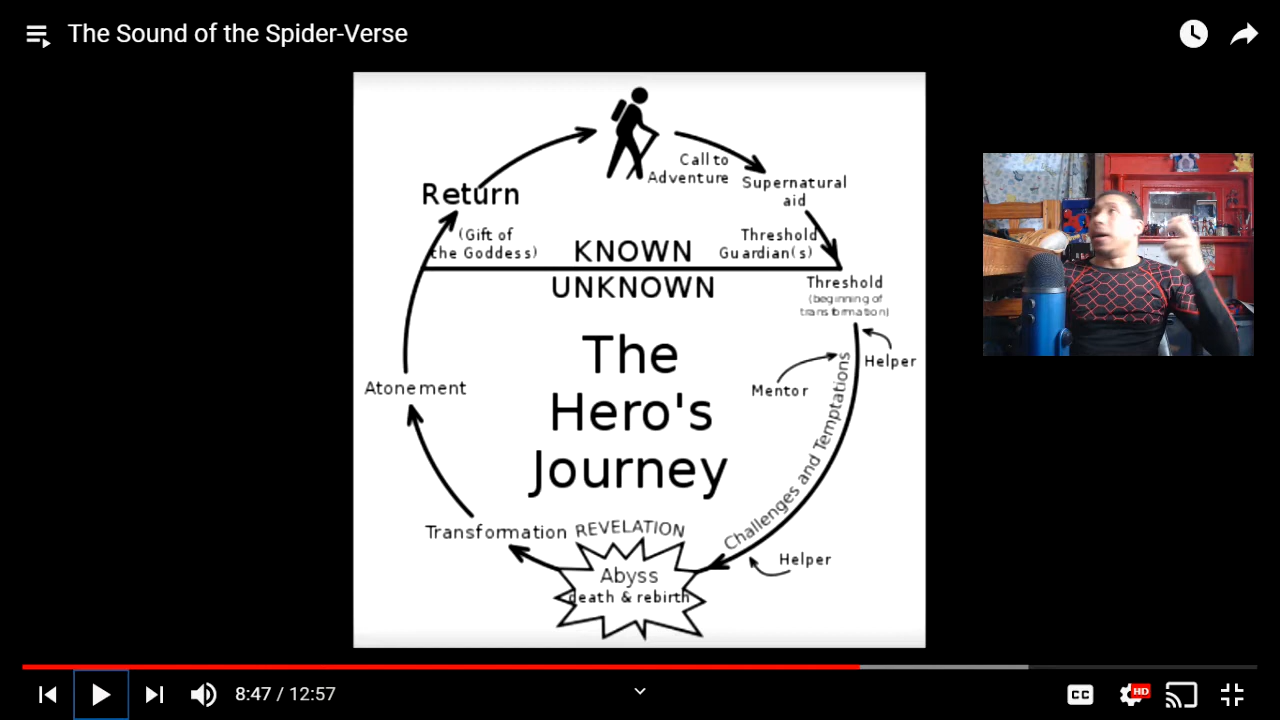 The Sound of the Spider-Verse
Call to
Adventure
Supernatural
aid
Return
(Gift of
the Goddess)
KNOWN
Threshold
Guardian(s)
UNKNOWN
Threshold
(beginning of
transformation)
Helper
Mentor
Challenges and Temptations
The
Hero's
Journey
Atonement
Transformation
REVELATION
Abyss
death & rebirth
Helper
8:47 / 12:57
CC
HD